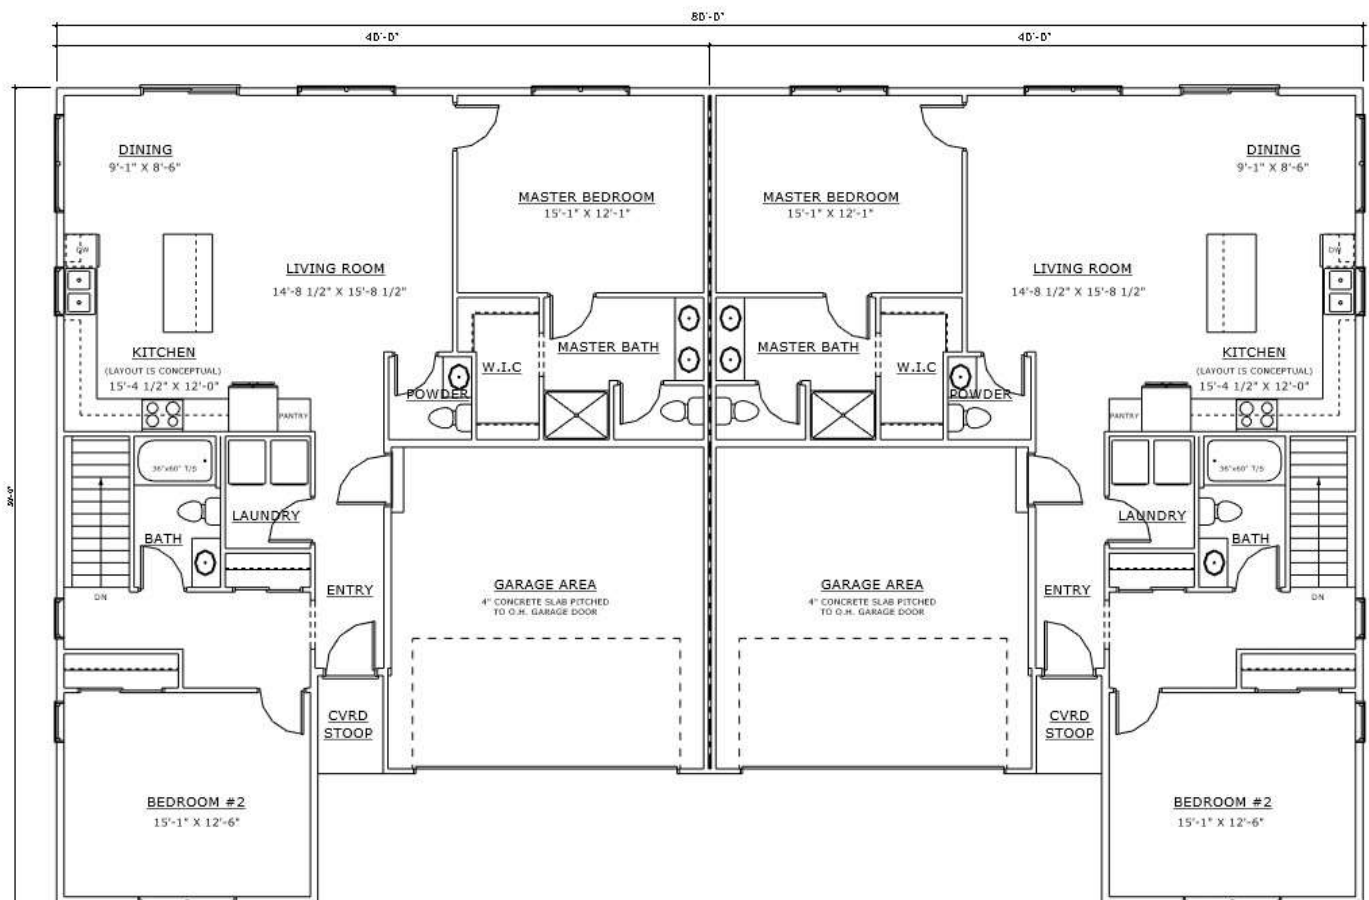 80'-0"
40'-0"
40'-0"
DINING
9'-1" X 8'-6"
MASTER BEDROOM
15'-1" X 12'-1"
MASTER BEDROOM
15'-1" X 12'-1"
DINING
9'-1" X 8'-6"
DW
LIVING ROOM
14'-8 1/2" X 15'-8 1/2"
LIVING ROOM
14'-8 1/2" X 15'-8 1/2"
DW
KITCHEN
(LAYOUT IS CONCEPTUAL)
15'-4 1/2" X 12'-0"
MASTER BATH
W.I.C
POWDER
PANTRY
MASTER BATH
W.I.C
POWDER
KITCHEN
(LAYOUT IS CONCEPTUAL)
15'-4 1/2" X 12'-0"
PANTRY
36"x60" T/S
LAUNDRY
BATH
DN
ENTRY
GARAGE AREA
4" CONCRETE SLAB PITCHED
TO O.H. GARAGE DOOR
GARAGE AREA
4" CONCRETE SLAB PITCHED
TO O.H. GARAGE DOOR
ENTRY
36"x60" T/S
LAUNDRY
BATH
DN
CVRD
STOOP
CVRD
STOOP
BEDROOM #2
15'-1" X 12'-6"
BEDROOM #2
15'-1" X 12'-6"